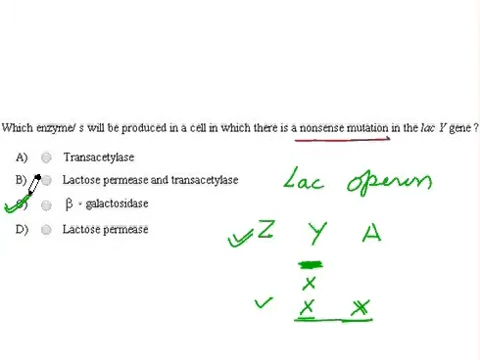 Which enzyme/ s will be produced in a cell in which there is a nonsense mutation in the lac Y gene ?
A) Transacetylase
B) Lactose permease and transacetylase
C) β - galactosidase
D) Lactose permease
Lac operon
Z Y A
x
x x